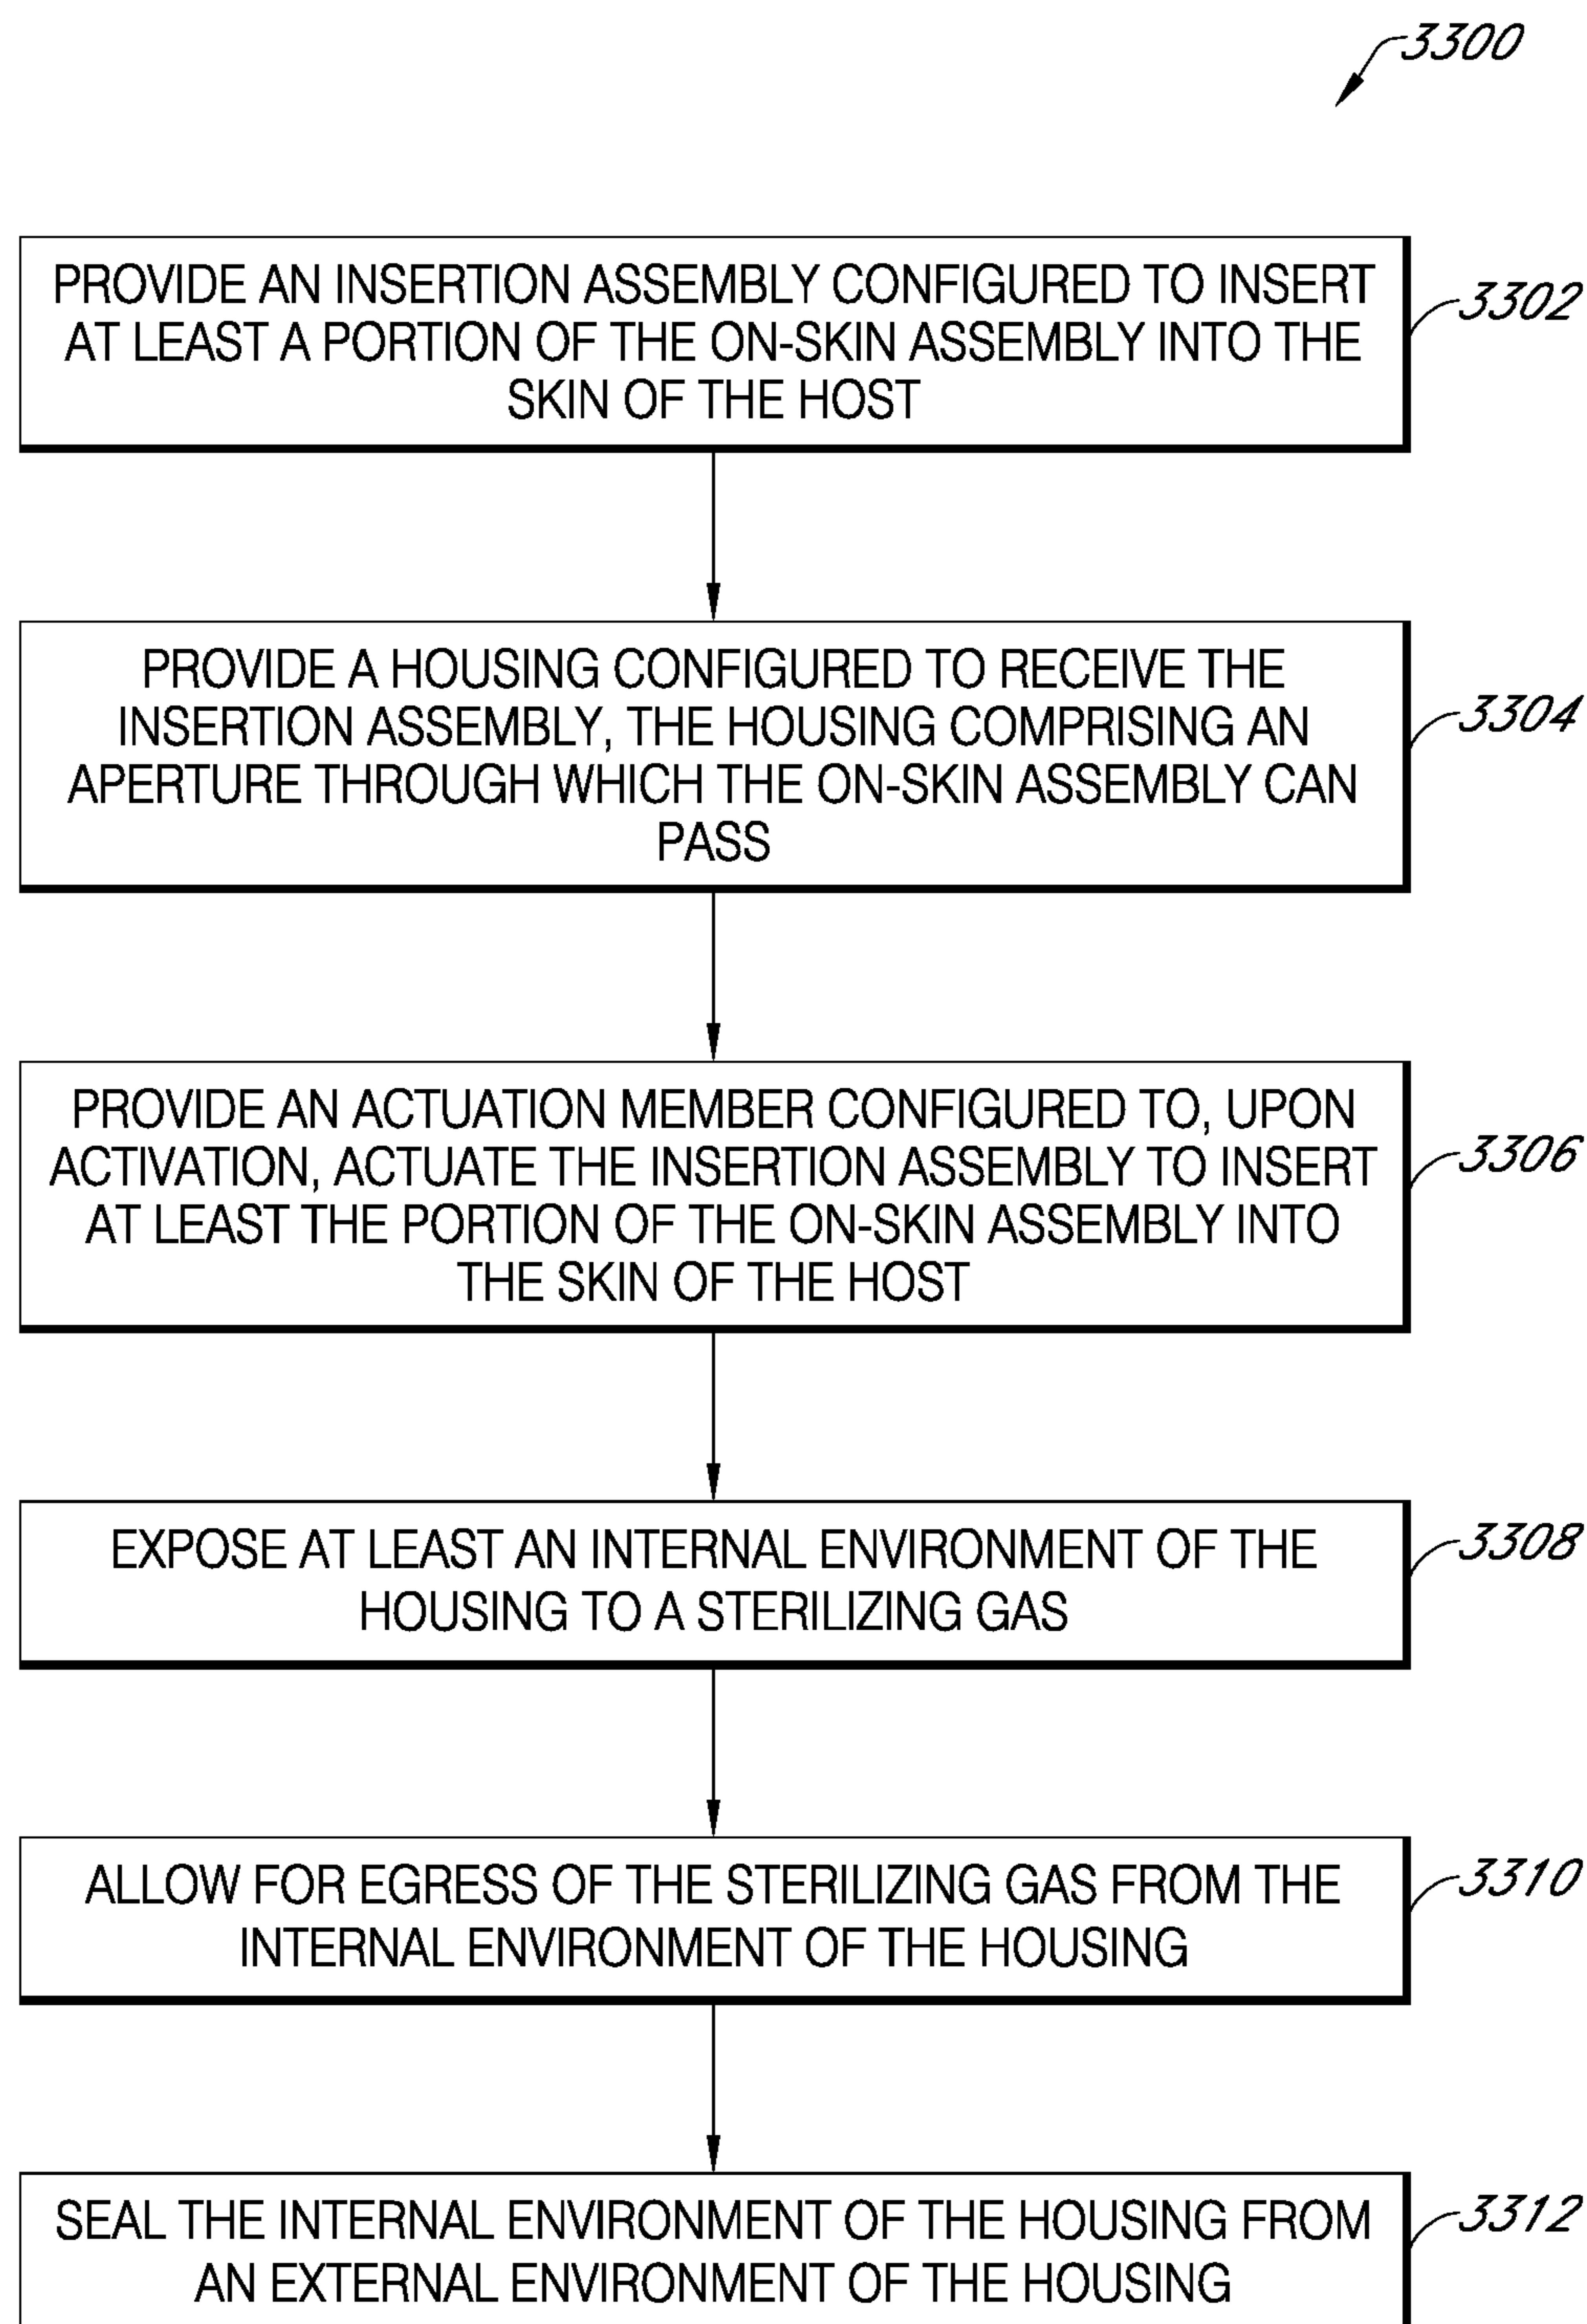 3300
PROVIDE AN INSERTION ASSEMBLY CONFIGURED TO INSERT
AT LEAST A PORTION OF THE ON-SKIN ASSEMBLY INTO THE
SKIN OF THE HOST
3302
PROVIDE A HOUSING CONFIGURED TO RECEIVE THE
INSERTION ASSEMBLY, THE HOUSING COMPRISING AN
APERTURE THROUGH WHICH THE ON-SKIN ASSEMBLY CAN
PASS
3304
PROVIDE AN ACTUATION MEMBER CONFIGURED TO, UPON
ACTIVATION, ACTUATE THE INSERTION ASSEMBLY TO INSERT
AT LEAST THE PORTION OF THE ON-SKIN ASSEMBLY INTO
THE SKIN OF THE HOST
3306
EXPOSE AT LEAST AN INTERNAL ENVIRONMENT OF THE
HOUSING TO A STERILIZING GAS
3308
ALLOW FOR EGRESS OF THE STERILIZING GAS FROM THE
INTERNAL ENVIRONMENT OF THE HOUSING
3310
SEAL THE INTERNAL ENVIRONMENT OF THE HOUSING FROM
AN EXTERNAL ENVIRONMENT OF THE HOUSING
3312